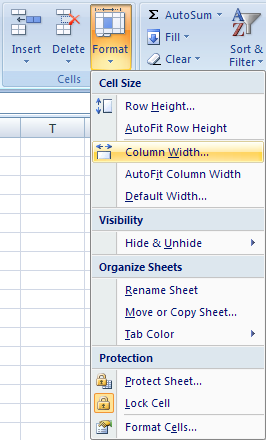 Insert Delete Format
Σ AutoSum
Fill
Clear
Sort &
Filter
Cells
T
Cell Size
Row Height...
AutoFit Row Height
Column Width...
AutoFit Column Width
Default Width...
Visibility
Hide & Unhide
Organize Sheets
Rename Sheet
Move or Copy Sheet...
Tab Color
Protection
Protect Sheet...
Lock Cell
Format Cells...